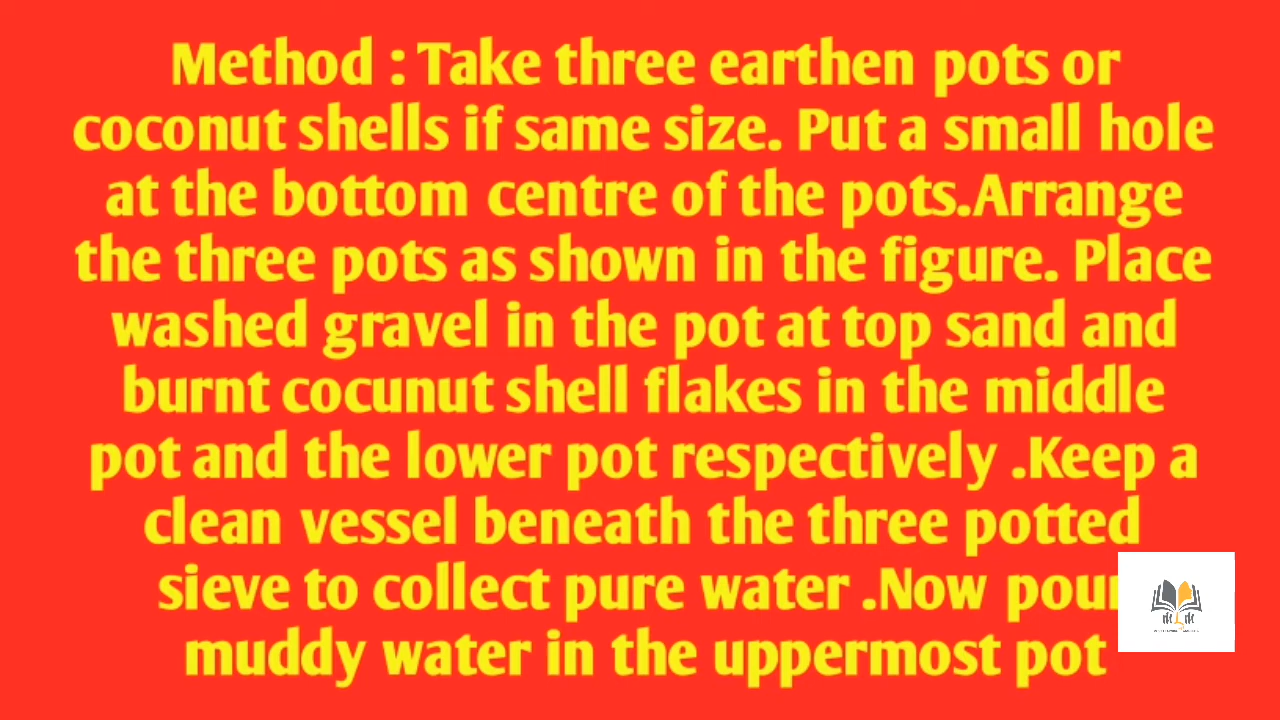 Method : Take three earthen pots or
coconut shells if same size. Put a small hole
at the bottom centre of the pots.Arrange
the three pots as shown in the figure. Place
washed gravel in the pot at top sand and
burnt cocunut shell flakes in the middle
pot and the lower pot respectively .Keep a
clean vessel beneath the three potted
sieve to collect pure water .Now pour
muddy water in the uppermost pot